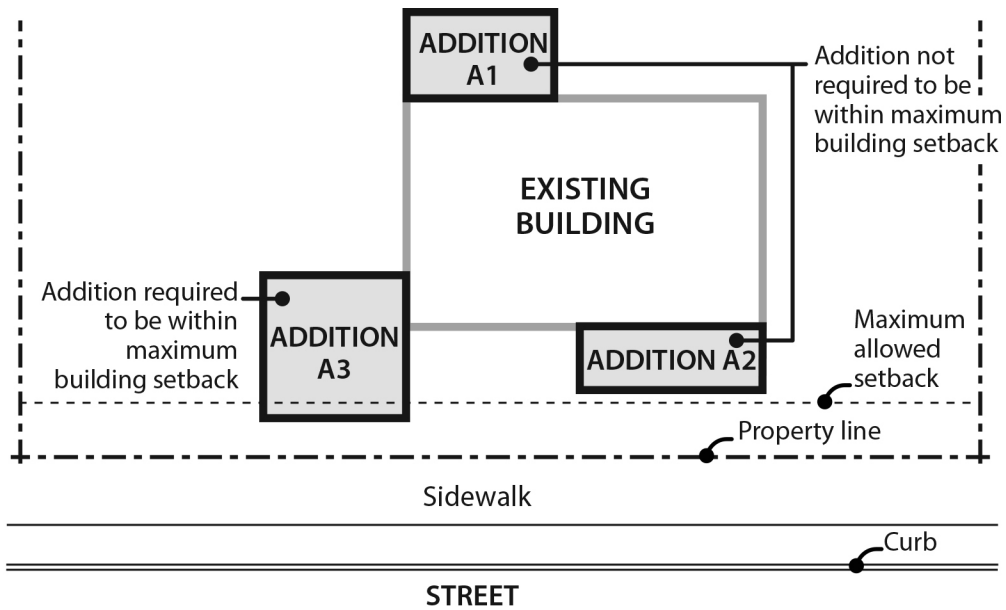 ADDITION
A1
Addition not
required to be
within maximum
building setback
EXISTING
BUILDING
Addition required
to be within
maximum
building setback
ADDITION
A3
ADDITION A2
Maximum
allowed
setback
Property line
Sidewalk
Curb
STREET